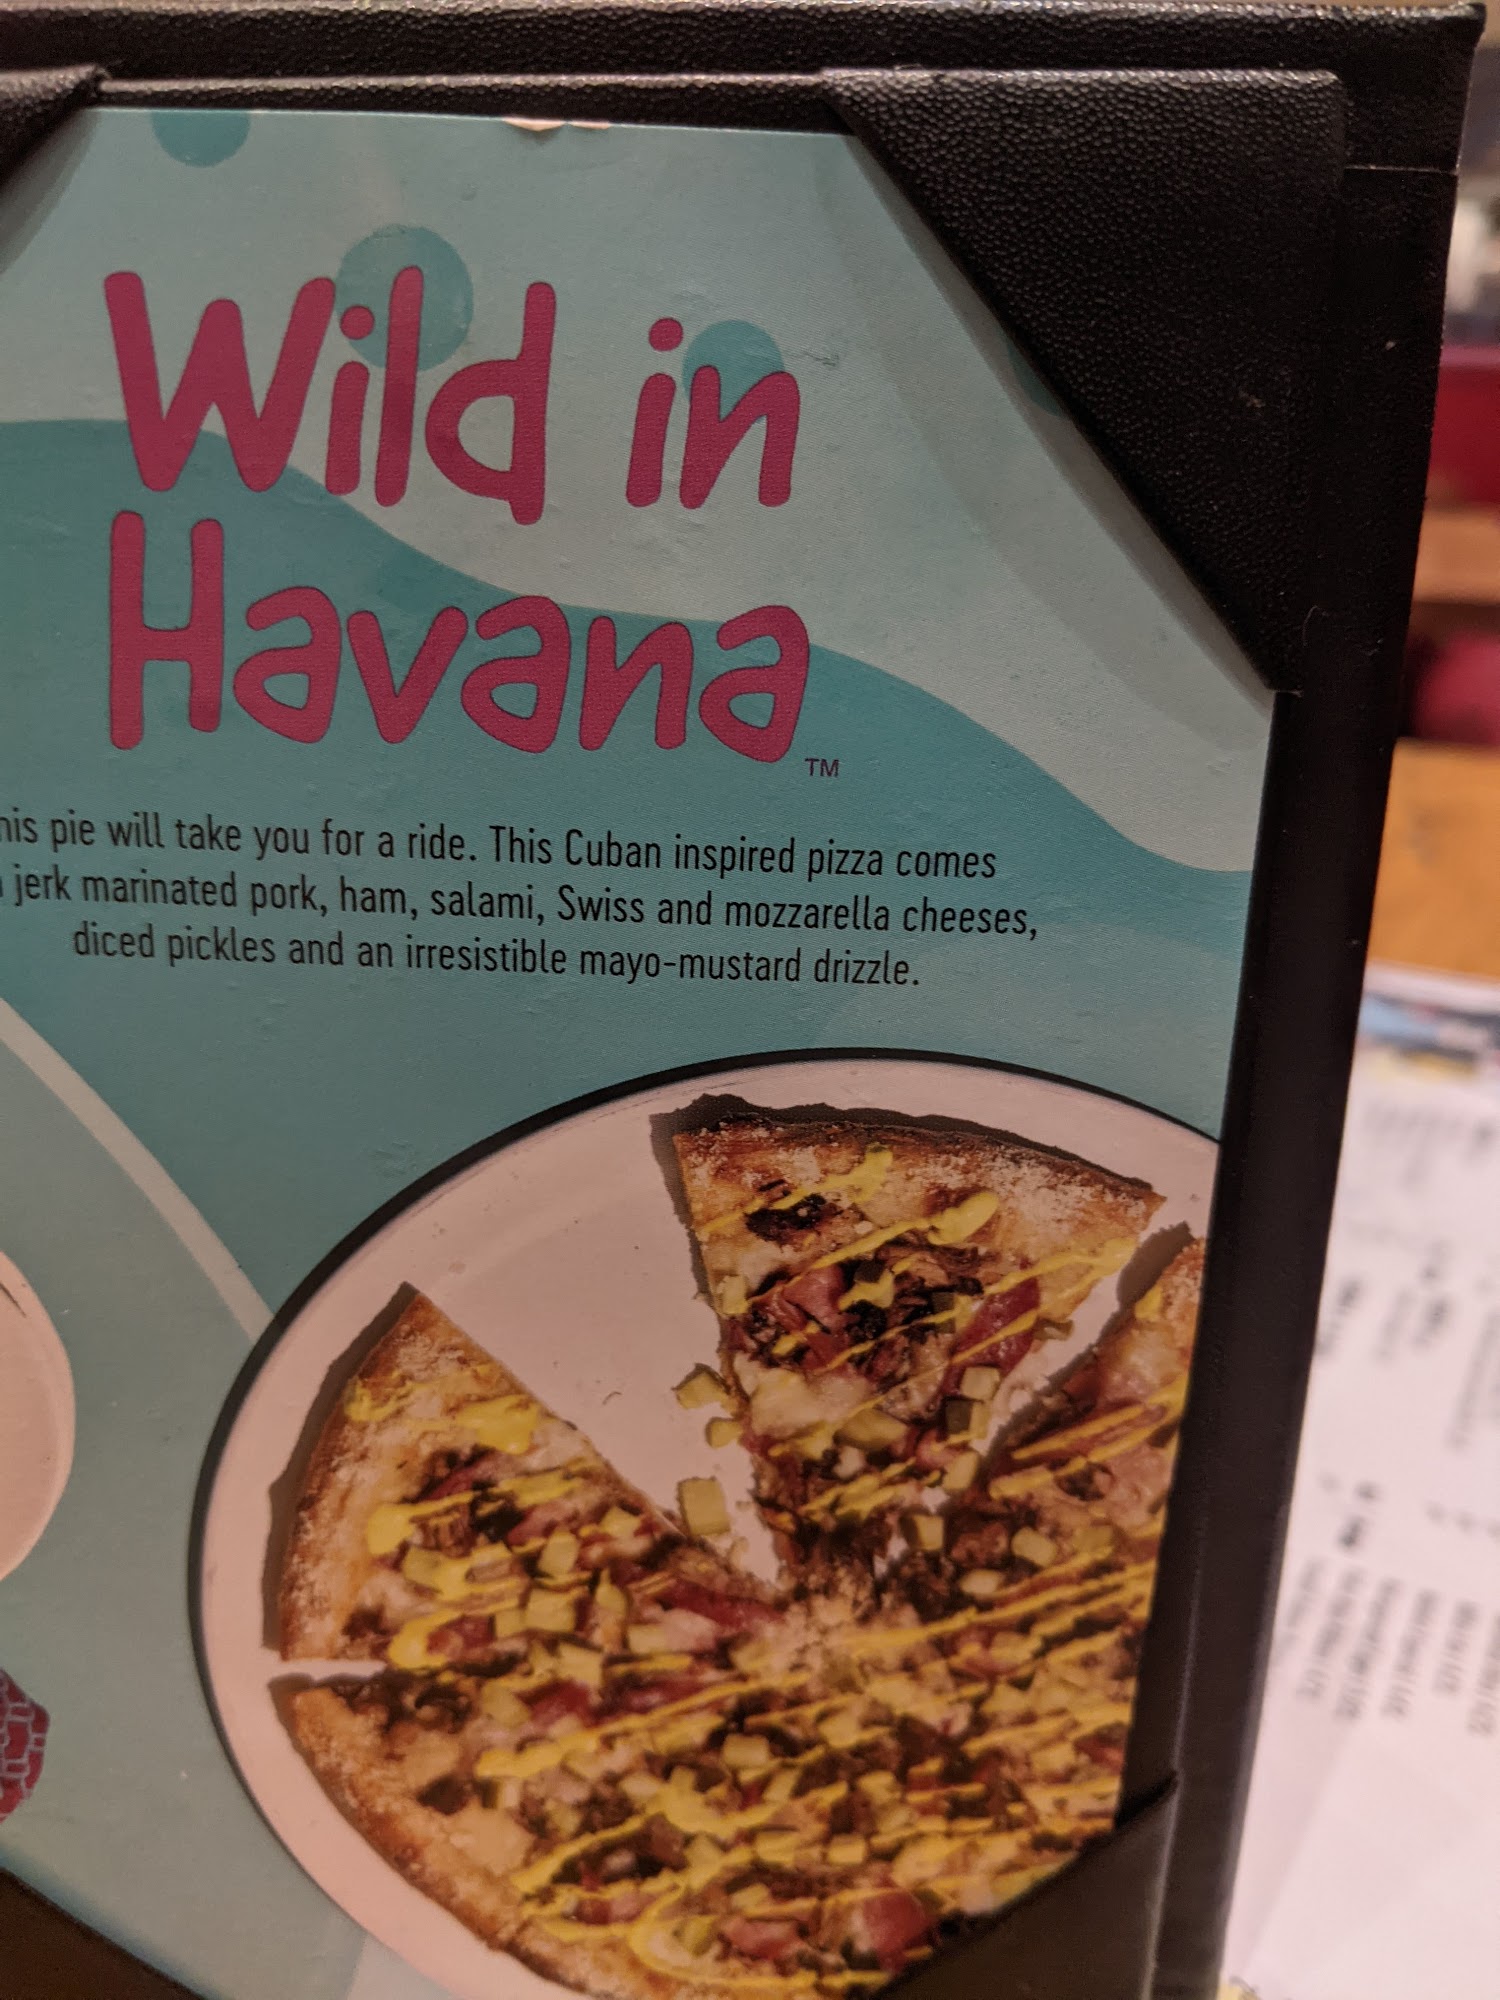 Wild in
Havana
TM
his pie will take you for a ride. This Cuban inspired pizza comes
jerk marinated pork, ham, salami, Swiss and mozzarella cheeses,
diced pickles and an irresistible mayo-mustard drizzle.